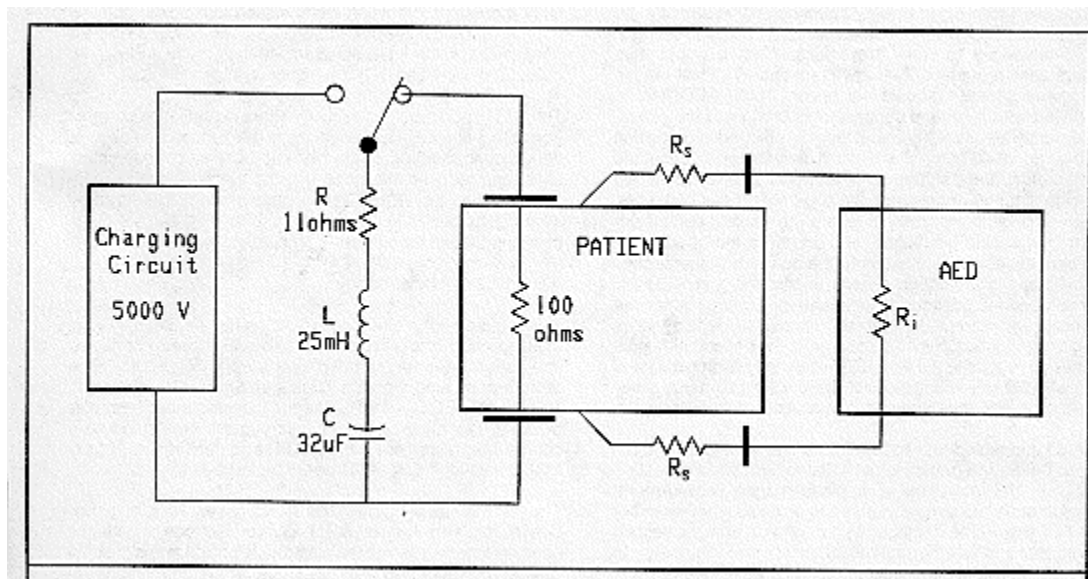 Charging
Circuit
5000 V
R
11ohms
L
25mH
C
32uF
PATIENT
100
ohms
Rs
Rs
AED
Ri